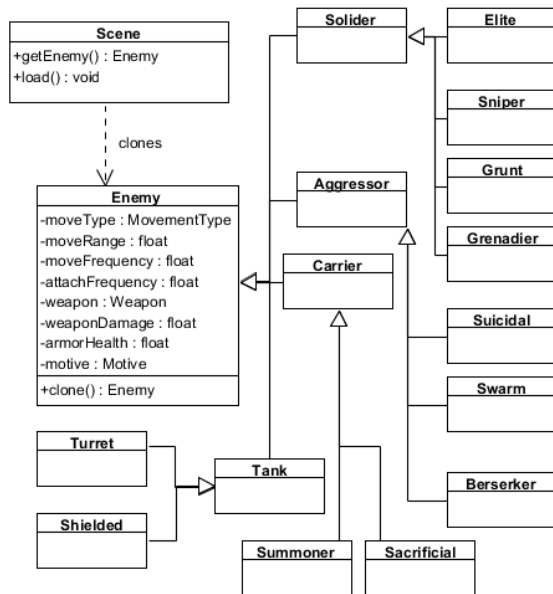 Scene
+getEnemy() : Enemy
+load() : void
clones
Enemy
-moveType : MovementType
-moveRange : float
-moveFrequency : float
-attachFrequency : float
-weapon : Weapon
-weaponDamage : float
-armorHealth : float
-motive : Motive
+clone() : Enemy
Solider
Elite
Sniper
Grunt
Grenadier
Aggressor
Suicidal
Swarm
Berserker
Carrier
Summoner
Sacrificial
Tank
Turret
Shielded